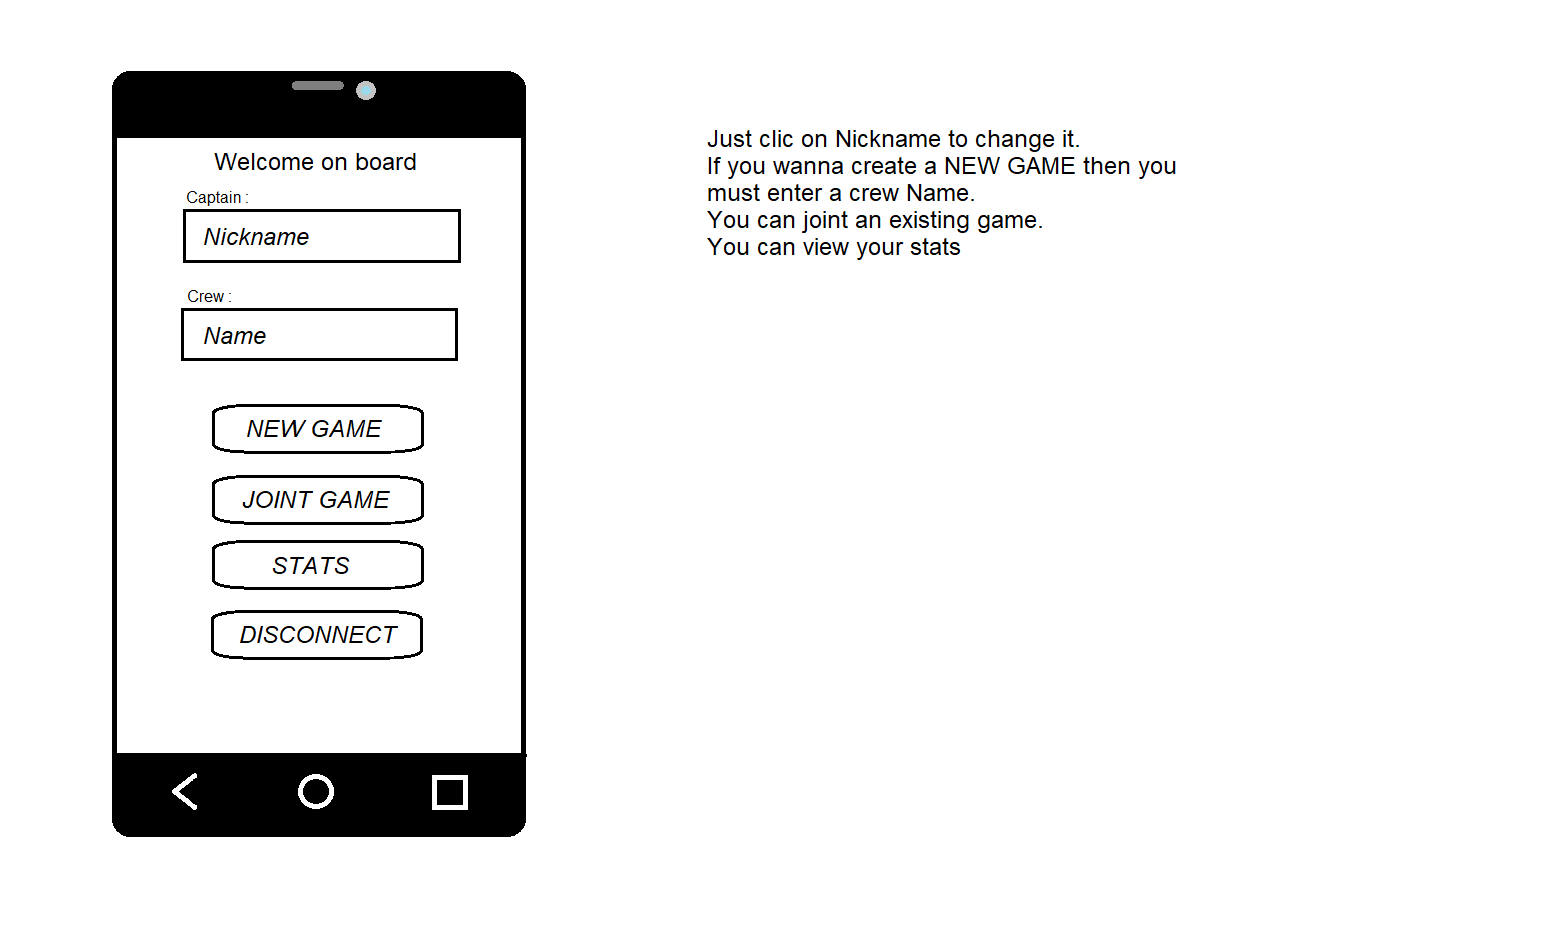 Welcome on board
Captain :
Nickname
Crew :
Name
NEW GAME
JOINT GAME
STATS
DISCONNECT
Just clic on Nickname to change it.
If you wanna create a NEW GAME then you
must enter a crew Name.
You can joint an existing game.
You can view your stats